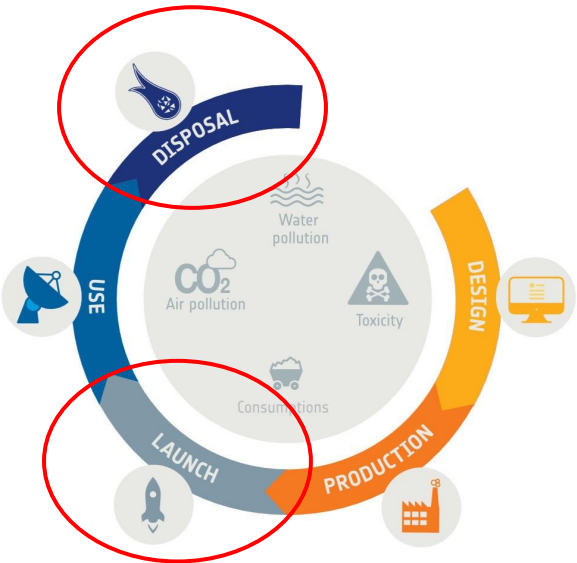 DISPOSAL
Water
pollution
CO2
Air pollution
Toxicity
USE
DESIGN
Consumptions
LAUNCH
PRODUCTION